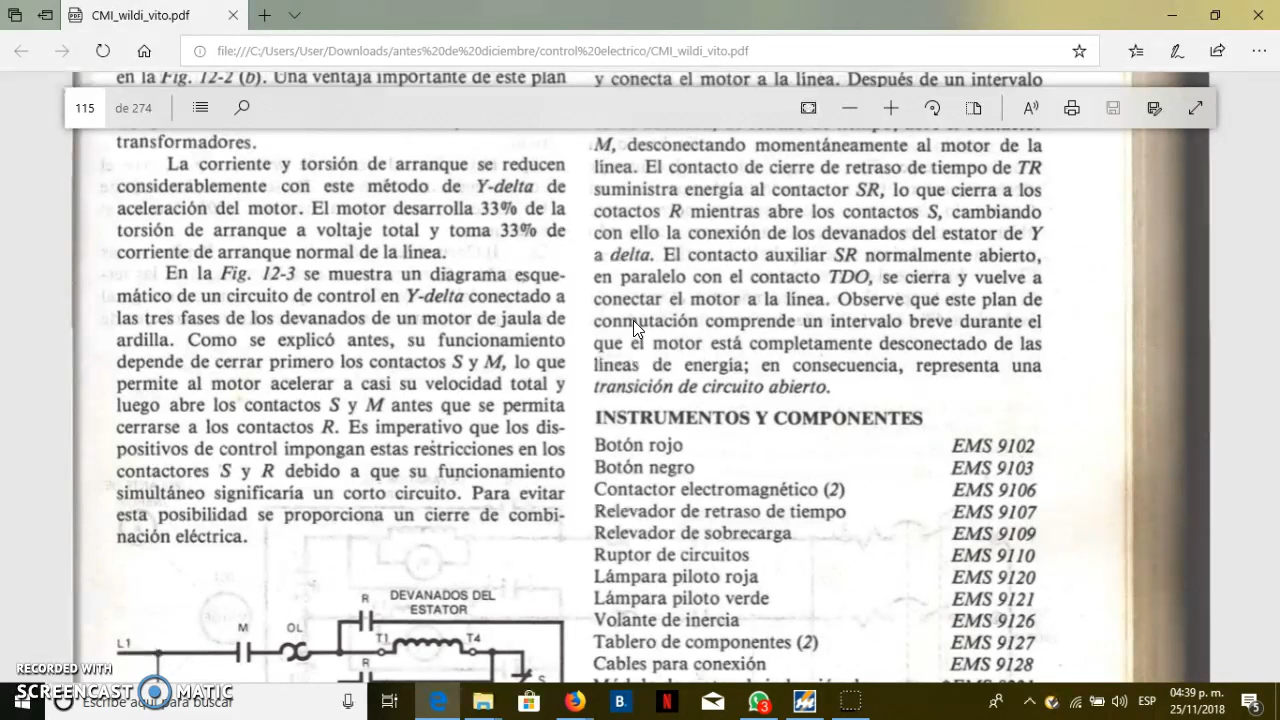 CMI_wildi_vito.pdf
file:///C:/Users/User/Downloads/antes%20de%20diciembre/control%20electrico/CMI_wildi_vito.pdf
115 de 274
en la Fig. 12-2 (b). Una ventaja importante de este plan
transformadores.
La corriente y torsión de arranque se reducen
considerablemente con este método de Y-delta de
aceleración del motor. El motor desarrolla 33% de la
torsión de arranque a voltaje total y toma 33% de
corriente de arranque normal de la línea.
En la Fig. 12-3 se muestra un diagrama esque-
mático de un circuito de control en Y-delta conectado a
las tres fases de los devanados de un motor de jaula de
ardilla. Como se explicó antes, su funcionamiento
depende de cerrar primero los contactos S y M, lo que
permite al motor acelerar a casi su velocidad total y
luego abre los contactos S y M antes que se permita
cerrarse a los contactos R. Es imperativo que los dis-
positivos de control impongan estas restricciones en los
contactores S y R debido a que su funcionamiento
simultáneo significaría un corto circuito. Para evitar
esta posibilidad se proporciona un cierre de combi-
nación eléctrica.
DEVANADOS DEL
ESTATOR
R
L1
M
OL
T1
T4
R
S
y conecta el motor a la línea. Después de un intervalo
M, desconectando momentáneamente al motor de la
línea. El contacto de cierre de retraso de tiempo de TR
suministra energía al contactor SR, lo que cierra a los
cotactos R mientras abre los contactos S, cambiando
con ello la conexión de los devanados del estator de Y
a delta. El contacto auxiliar SR normalmente abierto,
en paralelo con el contacto TDO, se cierra y vuelve a
conectar el motor a la línea. Observe que este plan de
conmutación comprende un intervalo breve durante el
que el motor está completamente desconectado de las
líneas de energía; en consecuencia, representa una
transición de circuito abierto.
INSTRUMENTOS Y COMPONENTES
Botón rojo EMS 9102
Botón negro EMS 9103
Contactor electromagnético (2) EMS 9106
Relevador de retraso de tiempo EMS 9107
Relevador de sobrecarga EMS 9109
Ruptor de circuitos EMS 9110
Lámpara piloto roja EMS 9120
Lámpara piloto verde EMS 9121
Volante de inercia EMS 9126
Tablero de componentes (2) EMS 9127
Cables para conexión EMS 9128
RECORDED WITH
SCREENCAST MATIC
Escribe aquí para buscar
B.
N
3
ESP
04:39 p. m.
25/11/2018
5